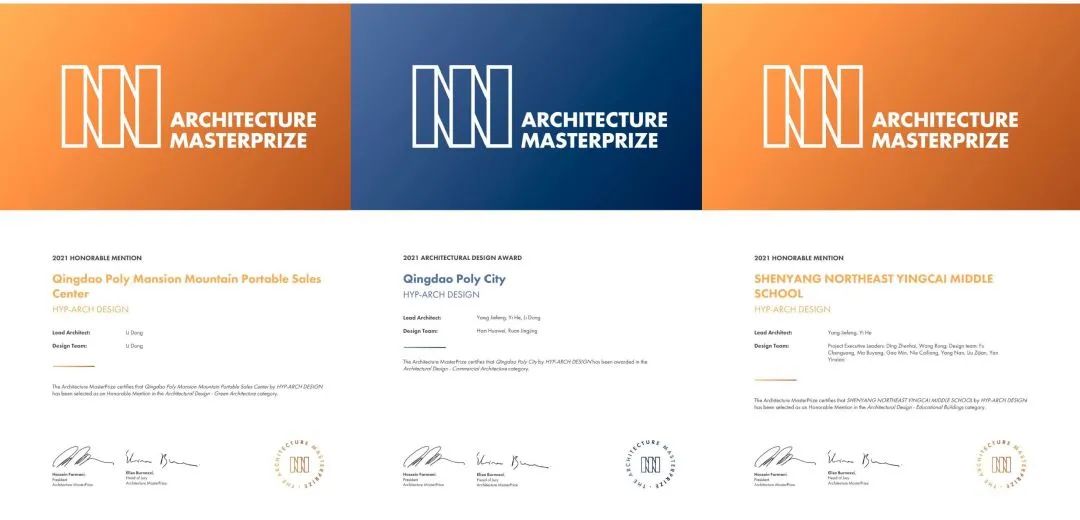 ARCHITECTURE
MASTERPRIZE
2021 HONORABLE MENTION
Qingdao Poly Mansion Mountain Portable Sales
Center
HYP-ARCH DESIGN
Lead Architect: Li Dong
Design Team: Li Dong
The Architecture MasterPrize certifies that Qingdao Poly Mansion Mountain Portable Sales Center by HYP-ARCH DESIGN
has been selected as an Honorable Mention in the Architectural Design - Green Architecture category.
Hossein Farmani,
President
Architecture MasterPrize
Elisa Burnazzi,
Head of Jury
Architecture MasterPrize
THE ARCHITECTURE MASTERPRIZE
ARCHITECTURE
MASTERPRIZE
2021 ARCHITECTURAL DESIGN AWARD
Qingdao Poly City
HYP-ARCH DESIGN
Lead Architect: Yang Jiefeng, Yi He, Li Dong
Design Team: Han Huawei, Ruan Jingjing
The Architecture MasterPrize certifies that Qingdao Poly City by HYP-ARCH DESIGN has been awarded in the
Architectural Design - Commercial Architecture category.
Hossein Farmani,
President
Architecture MasterPrize
Elisa Burnazzi,
Head of Jury
Architecture MasterPrize
THE ARCHITECTURE MASTERPRIZE
ARCHITECTURE
MASTERPRIZE
2021 HONORABLE MENTION
SHENYANG NORTHEAST YINGCAI MIDDLE
SCHOOL
HYP-ARCH DESIGN
Lead Architect: Yang Jiefeng, Yi He
Design Team: Project Executive Leaders: Ding Zhenhai, Wang Rong; Design team: Fu
Chenguang, Ma Buyang, Gao Min, Nie Cailiang, Yang Nan, Liu Zijian, Yan
Yinxiao
The Architecture MasterPrize certifies that SHENYANG NORTHEAST YINGCAI MIDDLE SCHOOL by HYP-ARCH DESIGN
has been selected as an Honorable Mention in the Architectural Design - Educational Buildings category.
Hossein Farmani,
President
Architecture MasterPrize
Elisa Burnazzi,
Head of Jury
Architecture MasterPrize
THE ARCHITECTURE MASTERPRIZE